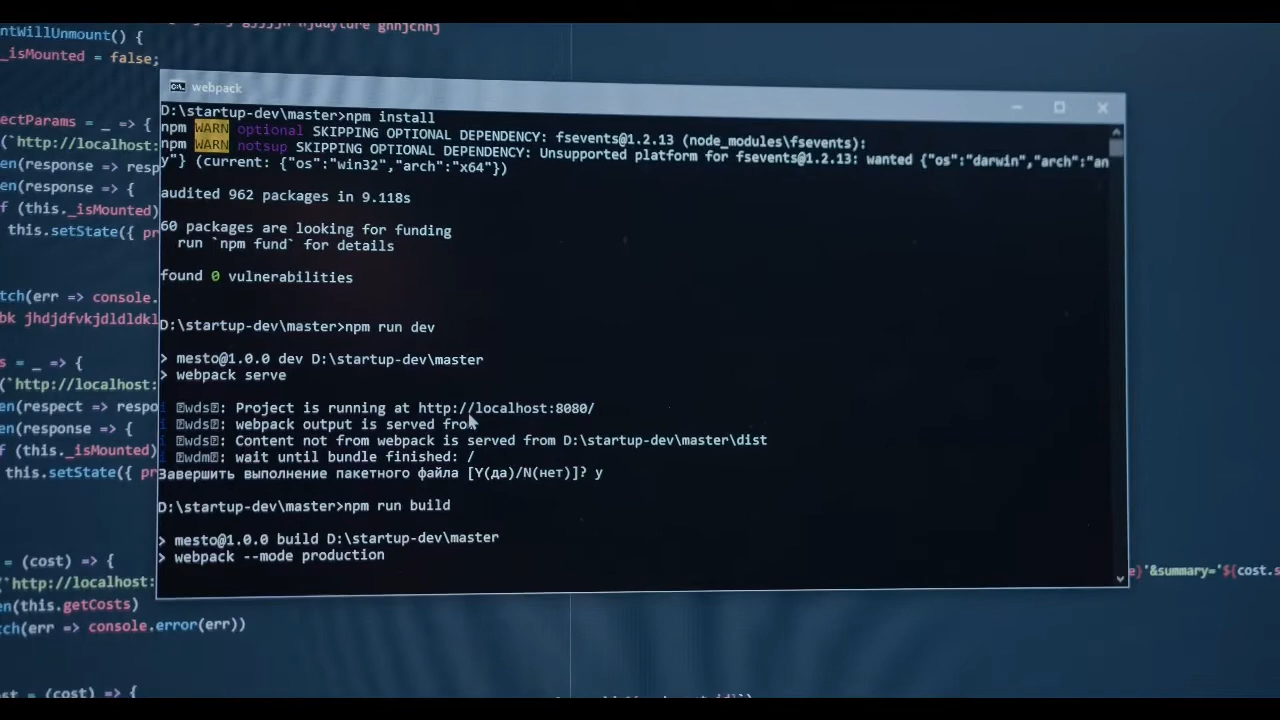 ntWillUnmount() {
_isMounted = false;
webpack
D:\startup-dev\master>npm install
npm WARN optional SKIPPING OPTIONAL DEPENDENCY: fsevents@1.2.13 (node_modules\fsevents):
npm WARN notsup SKIPPING OPTIONAL DEPENDENCY: Unsupported platform for fsevents@1.2.13: wanted {"os":"darwin","arch":"an
y"} (current: {"os":"win32","arch":"x64"})
audited 962 packages in 9.118s
60 packages are looking for funding
run `npm fund` for details
found 0 vulnerabilities
D:\startup-dev\master>npm run dev
> mesto@1.0.0 dev D:\startup-dev\master
> webpack serve
i 「wds」: Project is running at http://localhost:8080/
i 「wds」: webpack output is served from
i 「wds」: Content not from webpack is served from D:\startup-dev\master\dist
i 「wdm」: wait until bundle finished: /
Завершить выполнение пакетного файла [Y(да)/N(нет)]? y
D:\startup-dev\master>npm run build
> mesto@1.0.0 build D:\startup-dev\master
> webpack --mode production
ectParams = _ => {
(`http://localhost:
en(response => resp
en(response => {
f (this._isMounted)
this.setState({ pr
tch(err => console.
bk jhdjdfvkjdldldkl
s = _ => {
(`http://localhost:
en(respect => respo
en(response => {
f (this._isMounted)
this.setState({ pr
= (cost) => {
(`http://localhost:
en(this.getCosts)
tch(err => console.error(err))
ost = (cost) => {
e}'&summary='${cost.s